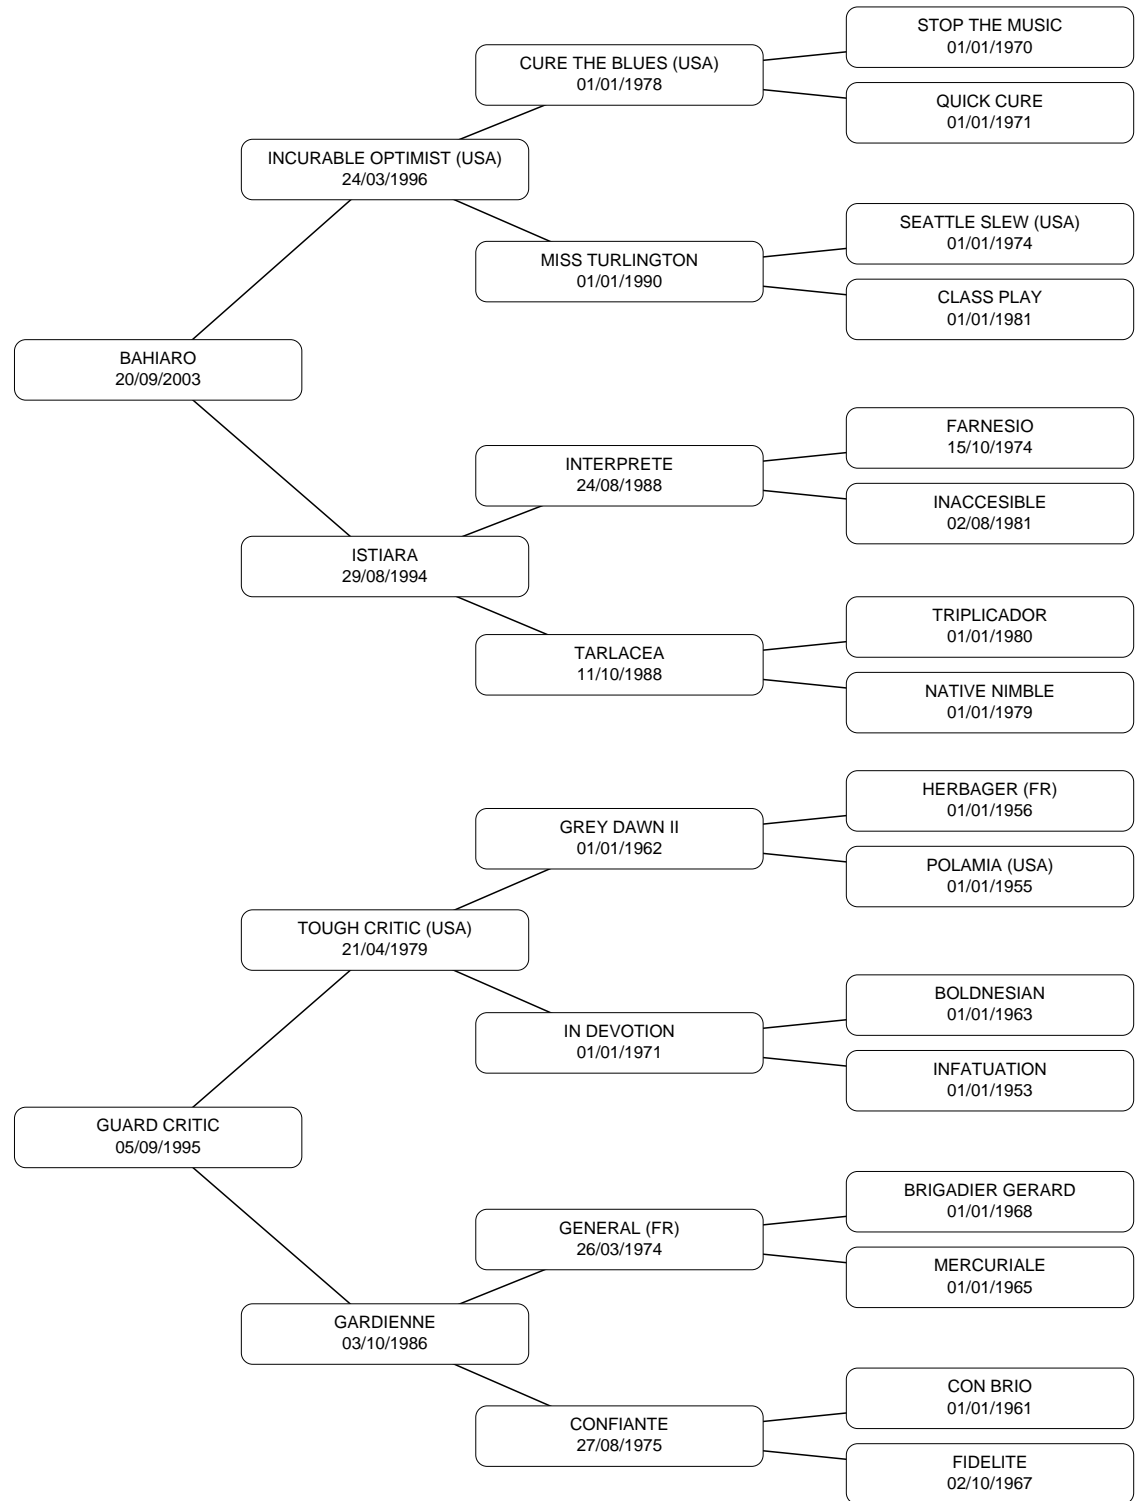 STOP THE MUSIC
01/01/1970
CURE THE BLUES (USA)
01/01/1978
QUICK CURE
01/01/1971
INCURABLE OPTIMIST (USA)
24/03/1996
SEATTLE SLEW (USA)
01/01/1974
MISS TURLINGTON
01/01/1990
CLASS PLAY
01/01/1981
BAHIARO
20/09/2003
FARNESIO
15/10/1974
INTERPRETE
24/08/1988
INACCESIBLE
02/08/1981
ISTIARA
29/08/1994
TRIPLICADOR
01/01/1980
TARLACEA
11/10/1988
NATIVE NIMBLE
01/01/1979
HERBAGER (FR)
01/01/1956
GREY DAWN II
01/01/1962
POLAMIA (USA)
01/01/1955
TOUGH CRITIC (USA)
21/04/1979
BOLDNESIAN
01/01/1963
IN DEVOTION
01/01/1971
INFATUATION
01/01/1953
GUARD CRITIC
05/09/1995
BRIGADIER GERARD
01/01/1968
GENERAL (FR)
26/03/1974
MERCURIALE
01/01/1965
GARDIENNE
03/10/1986
CON BRIO
01/01/1961
CONFIANTE
27/08/1975
FIDELITE
02/10/1967